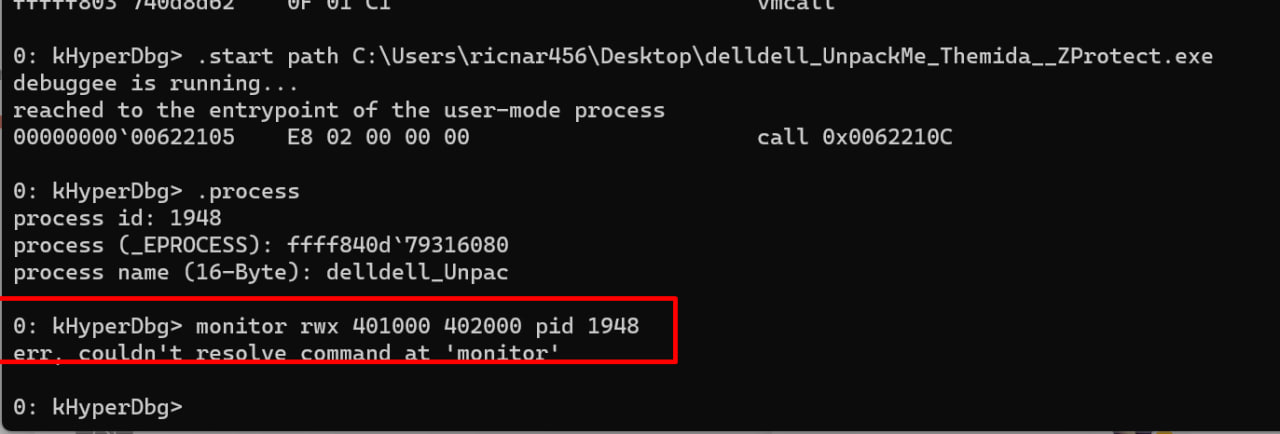 fffff803`740d8d62    0F 01 C1                            vmcall
0: kHyperDbg> .start path C:\Users\ricnar456\Desktop\delldell_UnpackMe_Themida__ZProtect.exe
debuggee is running...
reached to the entrypoint of the user-mode process
00000000`00622105    E8 02 00 00 00                      call 0x0062210C
0: kHyperDbg> .process
process id: 1948
process (_EPROCESS): ffff840d`79316080
process name (16-Byte): delldell_Unpac
0: kHyperDbg> monitor rwx 401000 402000 pid 1948
err, couldn't resolve command at 'monitor'
0: kHyperDbg>